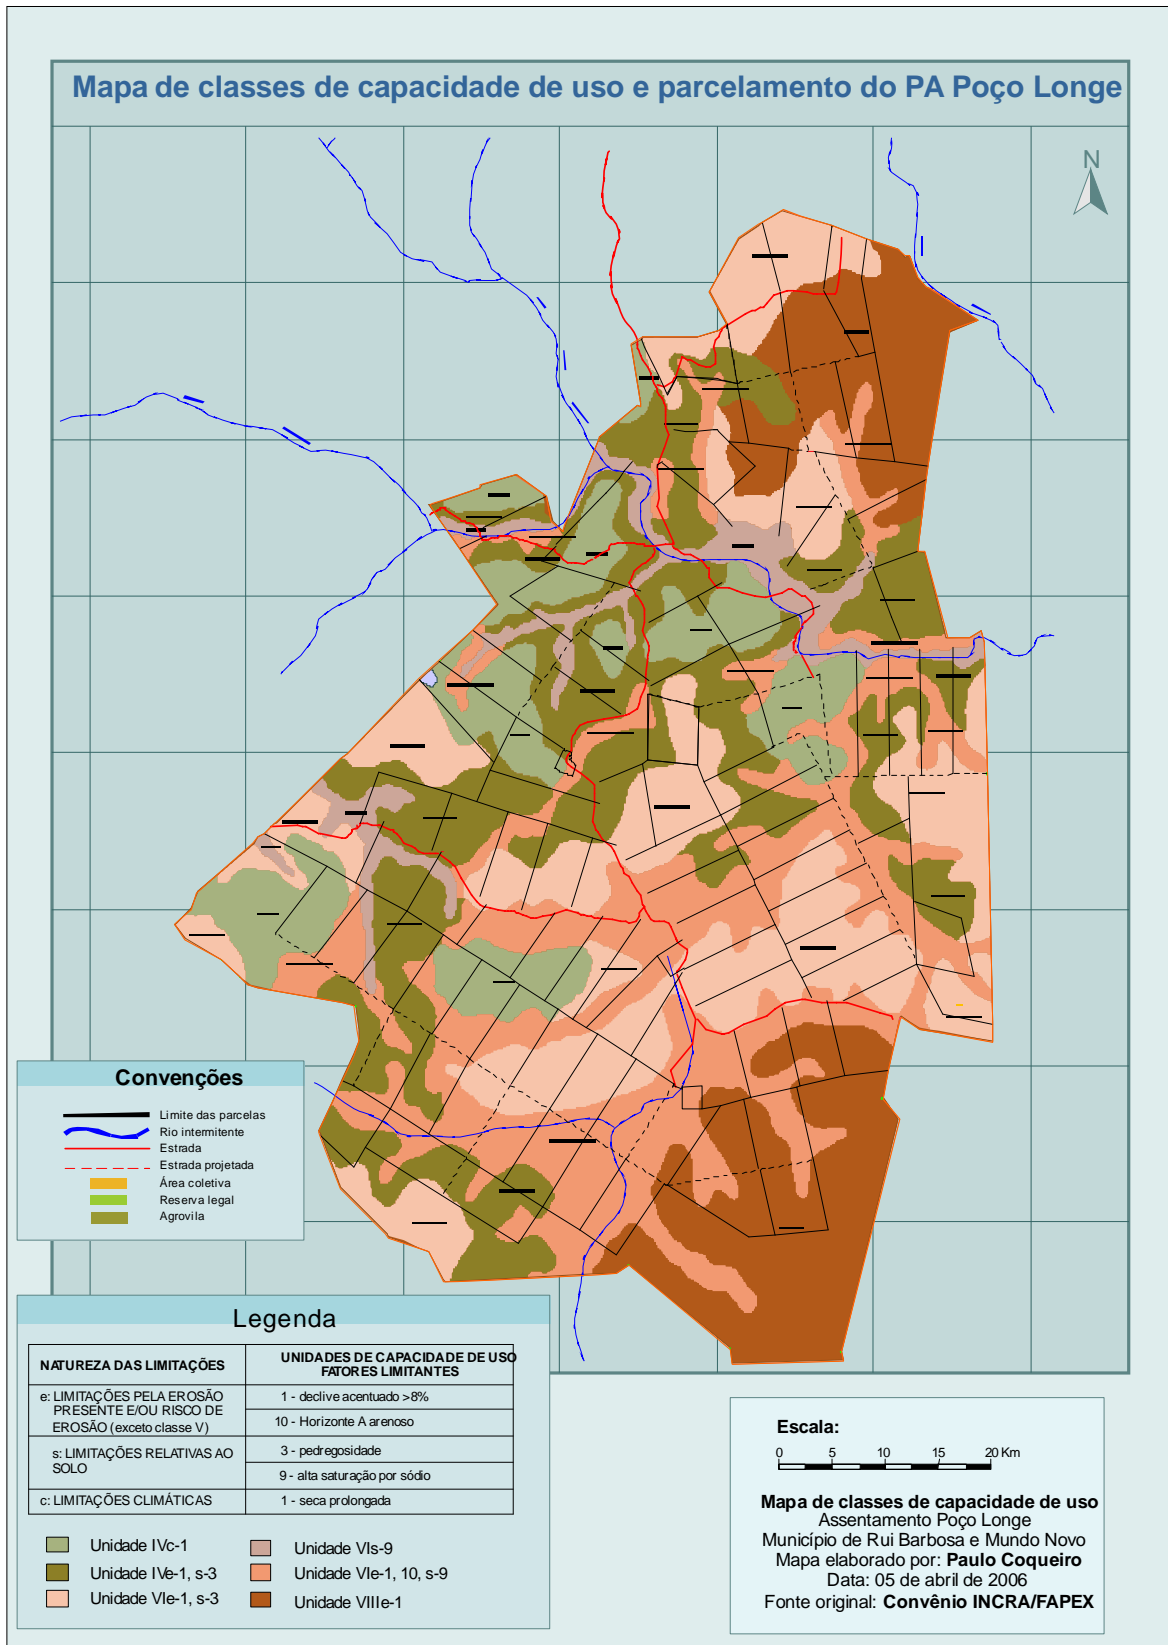 Mapa de classes de capacidade de uso e parcelamento do PA Poço Longe
N
Convenções
Limite das parcelas
Rio intermitente
Estrada
Estrada projetada
Área coletiva
Reserva legal
Agrovila
Legenda
NATUREZA DAS LIMITAÇÕES
UNIDADES DE CAPACIDADE DE USO
FATORES LIMITANTES
e: LIMITAÇÕES PELA EROSÃO
PRESENTE E/OU RISCO DE
EROSÃO (exceto classe V)
1 - declive acentuado >8%
10 - Horizonte A arenoso
s: LIMITAÇÕES RELATIVAS AO
SOLO
3 - pedregosidade
9 - alta saturação por sódio
c: LIMITAÇÕES CLIMÁTICAS
1 - seca prolongada
Unidade IVc-1
Unidade IVe-1, s-3
Unidade VIe-1, s-3
Unidade VIs-9
Unidade VIe-1, 10, s-9
Unidade VIIIe-1
Escala:
0 5 10 15 20 Km
Mapa de classes de capacidade de uso
Assentamento Poço Longe
Município de Rui Barbosa e Mundo Novo
Mapa elaborado por: Paulo Coqueiro
Data: 05 de abril de 2006
Fonte original: Convênio INCRA/FAPEX